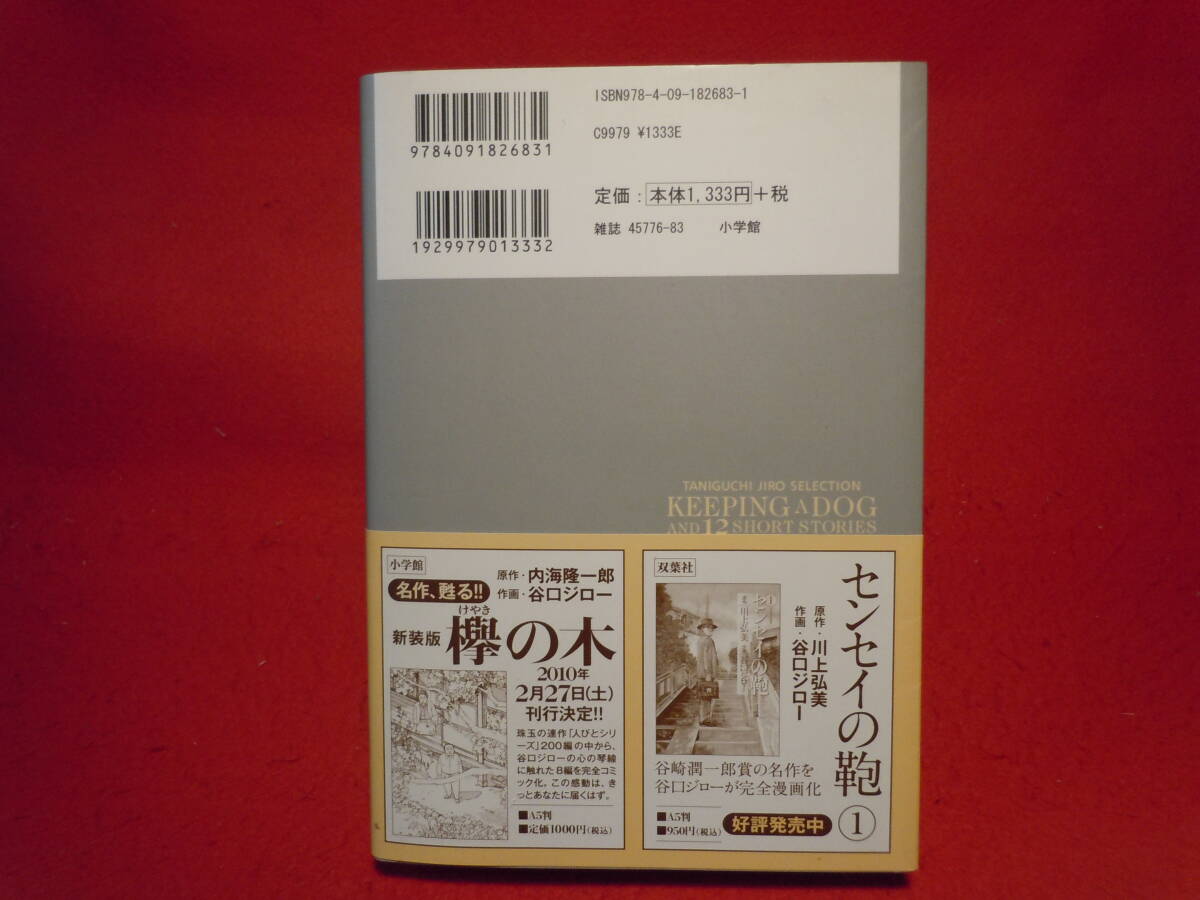 ISBN978-4-09-182683-1
C9979 ¥1333E
9784091826831
定価：本体1,333円＋税
雑誌 45776-83 小学館
1929979013332
TANIGUCHI JIRO SELECTION
KEEPING A DOG
AND 12 SHORT STORIES
小学館
名作、甦る!!
原作・内海隆一郎
作画・谷口ジロー
けやき
新装版 欅の木
2010年
2月27日(土)
刊行決定!!
珠玉の連作「人びとシリ
ーズ」200編の中から、
谷口ジローの心の琴線
に触れた8編を完全コミ
ック化。この感動は、き
っとあなたに届くはず。
■A5判
■定価1000円(税込)
双葉社
センセイの鞄
①
原作・川上弘美
作画・谷口ジロー
センセイの鞄
川上弘美
谷崎潤一郎賞の名作を
谷口ジローが完全漫画化
■A5判
■950円(税込)
好評発売中